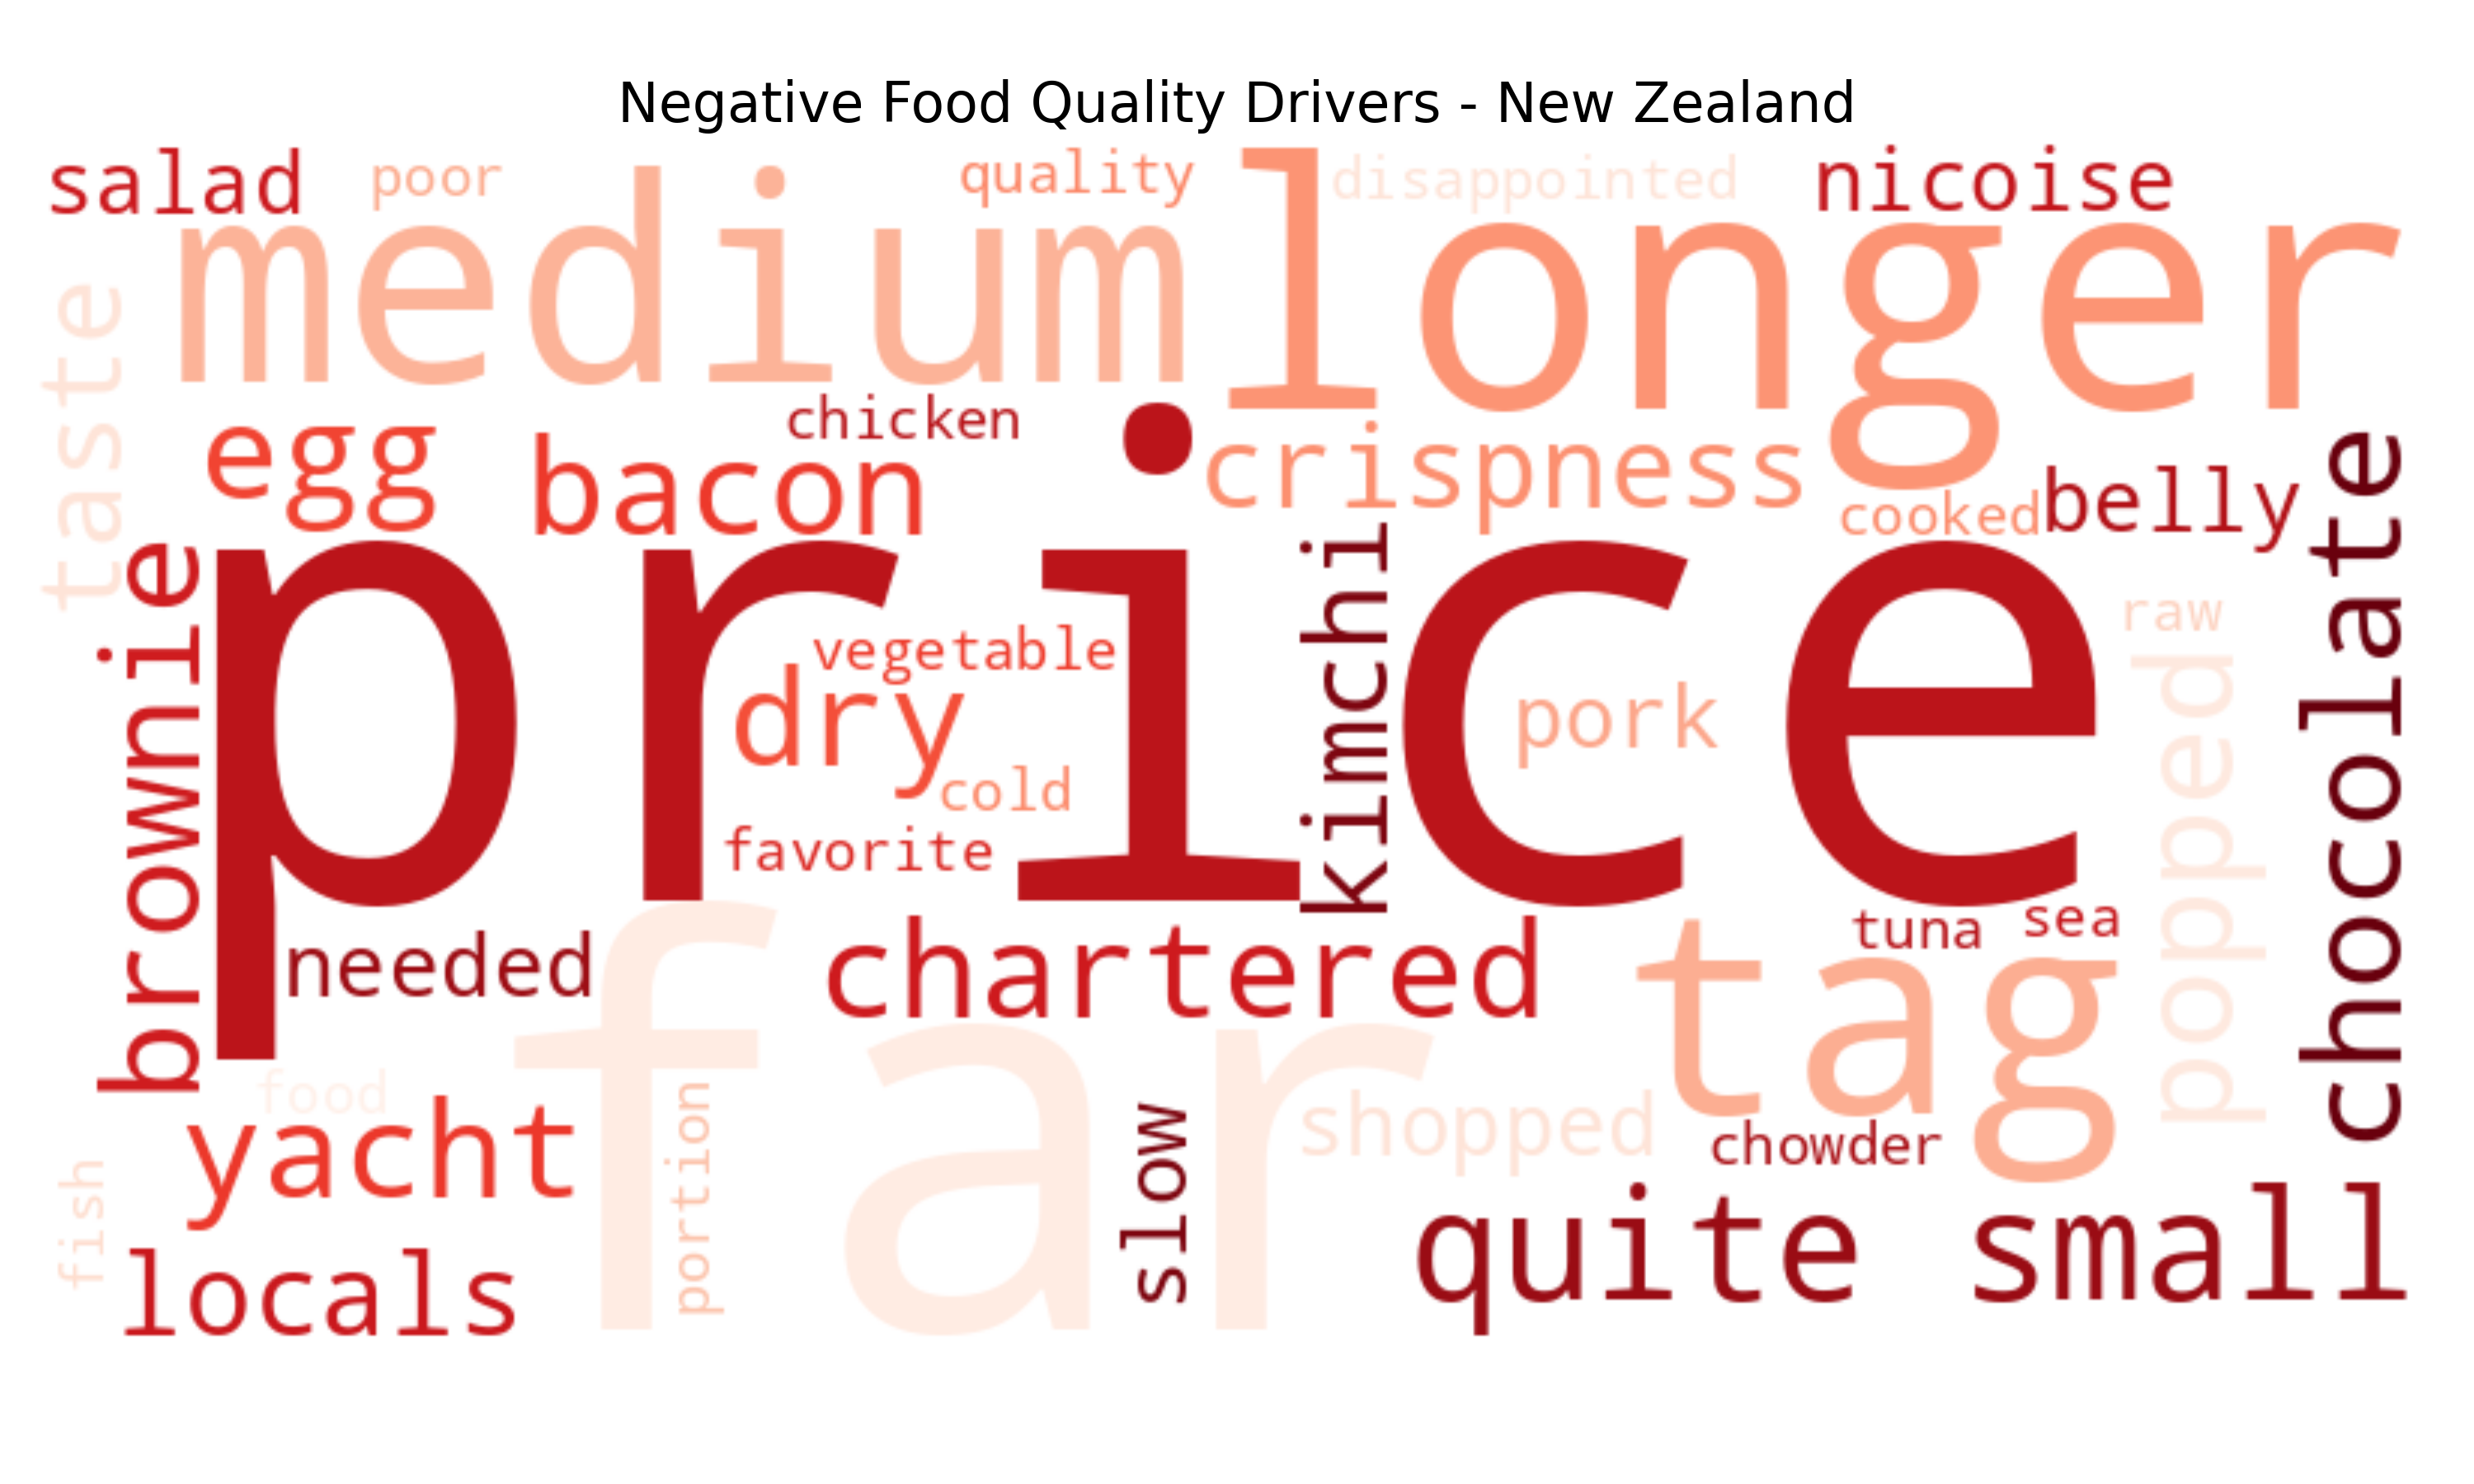 Negative Food Quality Drivers - New Zealand
salad
poor
quality
disappointed
nicoise
medium
longer
taste
chicken
egg
bacon
crispness
cooked
belly
chocolate
brownie
price
kimchi
vegetable
raw
dry
pork
popped
cold
favorite
tuna
sea
needed
chartered
tag
far
food
yacht
portion
slow
shopped
chowder
fish
quite small
locals